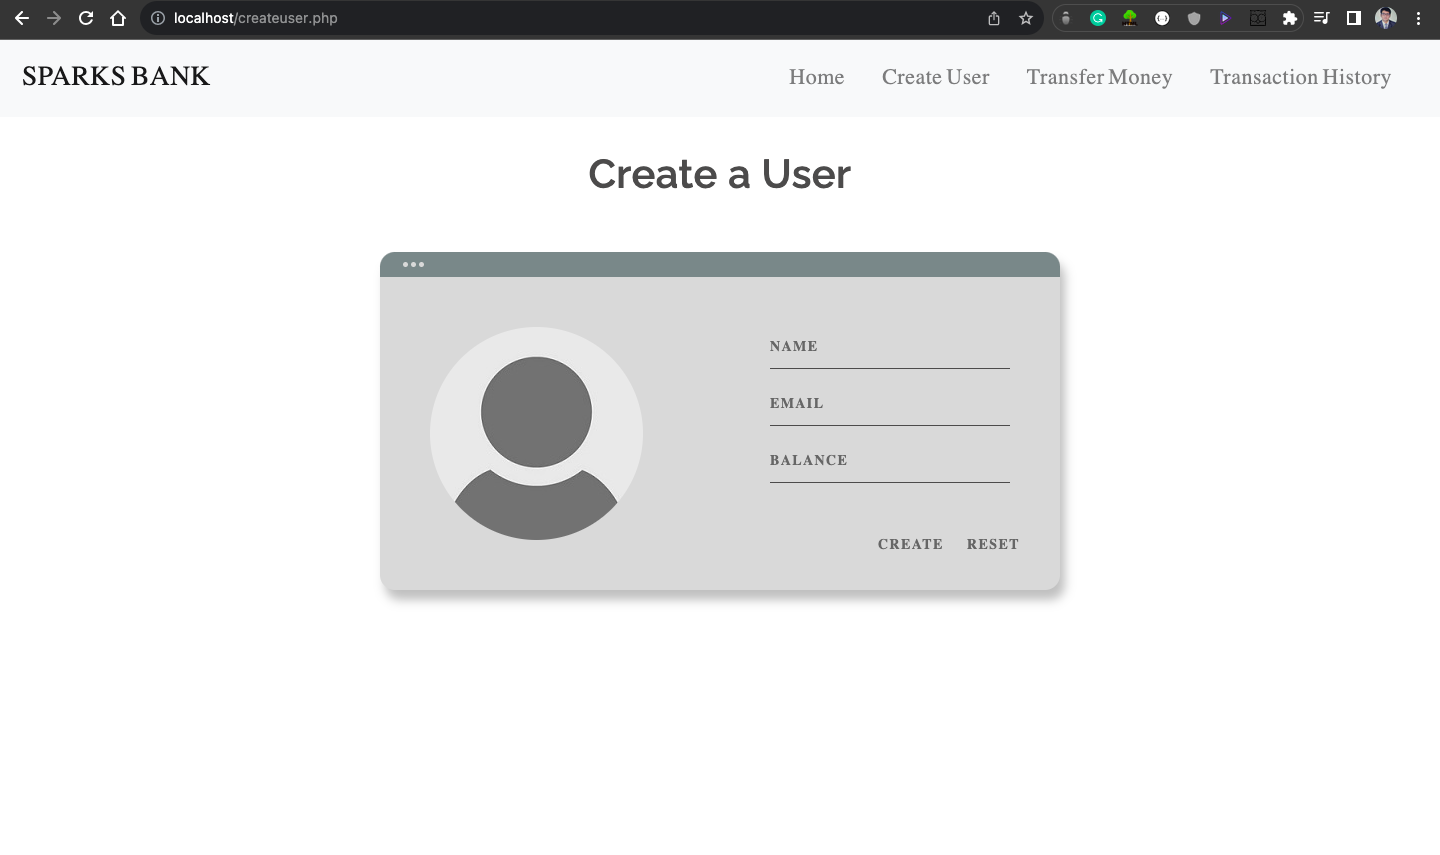 localhost/createuser.php
SPARKS BANK
Home Create User Transfer Money Transaction History
Create a User
NAME
EMAIL
BALANCE
CREATE RESET